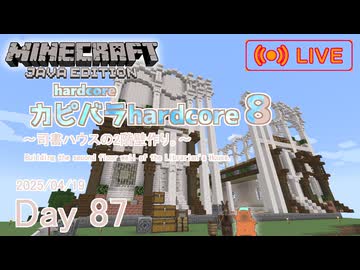 MINECRAFT
JAVA EDITION
LIVE
hardcore
カピバラhardcore 8
～司書ハウスの2階壁作り。～
Building the second floor wall of the Librarian's House.
2025/04/19
Day 87